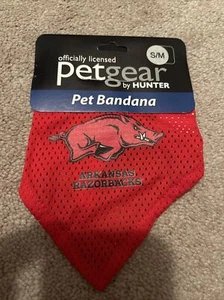 officially licensed
S/M
petgear
by HUNTER
Pet Bandana
ARKANSAS
RAZORBACKS